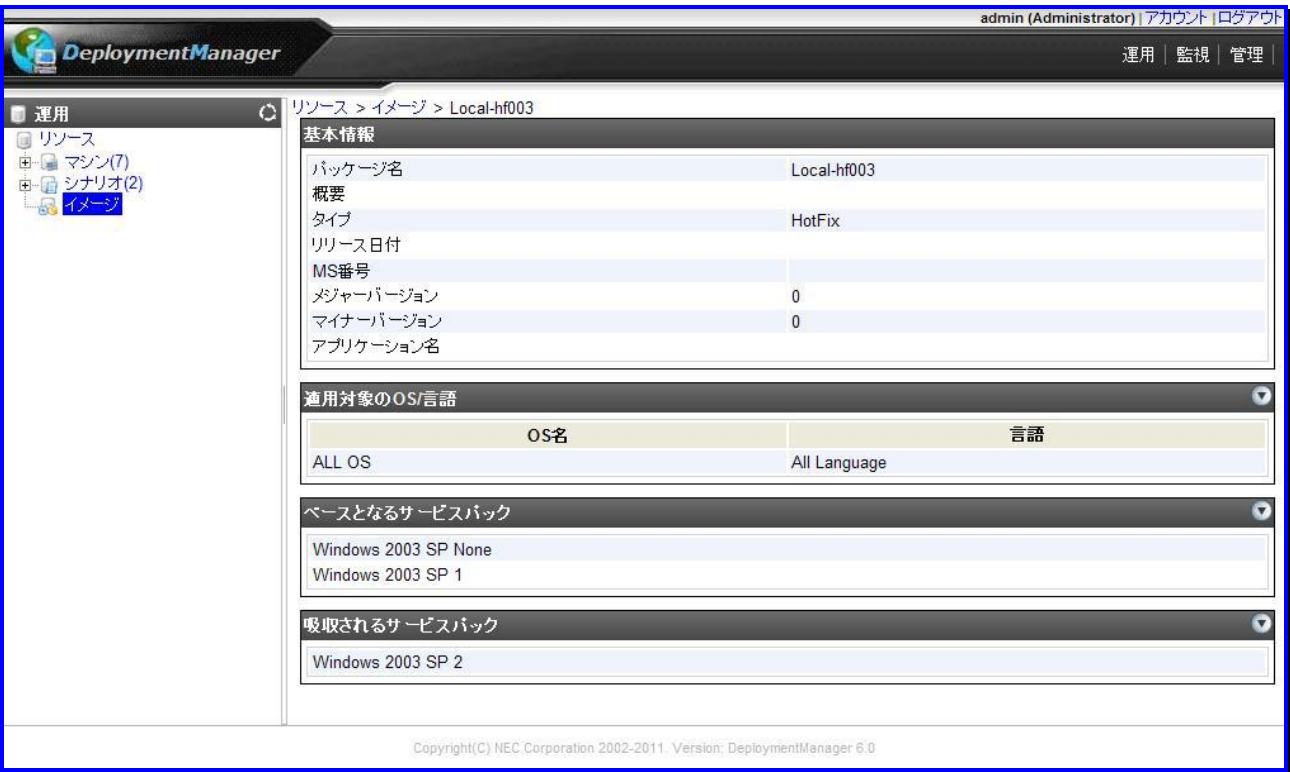 admin (Administrator) | アカウント | ログアウト
DeploymentManager
運用 | 監視 | 管理 |
運用
リソース
マシン(7)
シナリオ(2)
イメージ
リソース > イメージ > Local-hf003
基本情報
パッケージ名 Local-hf003
概要
タイプ HotFix
リリース日付
MS番号
メジャーバージョン 0
マイナーバージョン 0
アプリケーション名
適用対象のOS/言語
OS名 言語
ALL OS All Language
ベースとなるサービスパック
Windows 2003 SP None
Windows 2003 SP 1
吸収されるサービスパック
Windows 2003 SP 2
Copyright(C) NEC Corporation 2002-2011. Version: DeploymentManager 6.0